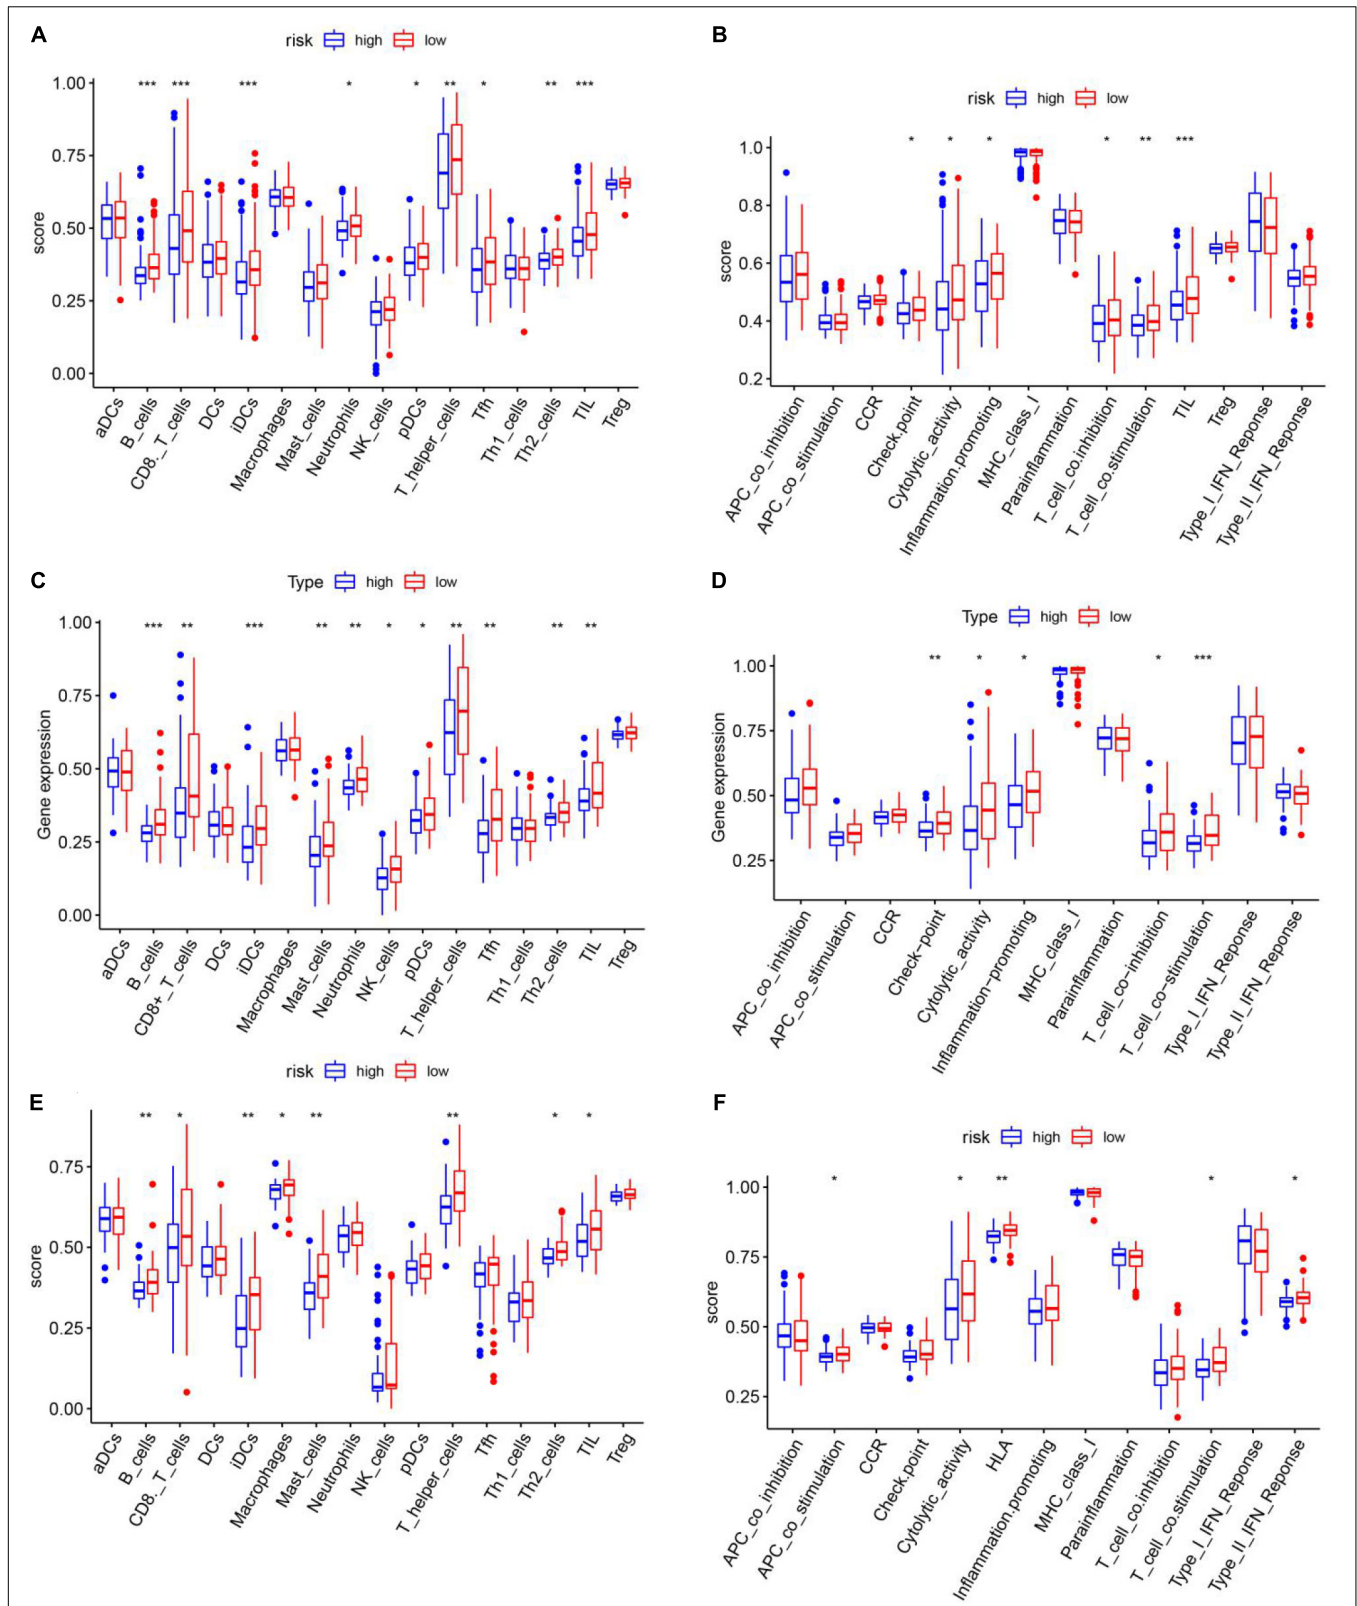 A
risk high low
*** *** *** * * ** * ** ***
score
1.00
0.75
0.50
0.25
0.00
aDCs
B_cells
CD8._T_cells
DCs
iDCs
Macrophages
Mast_cells
Neutrophils
NK_cells
pDCs
T_helper_cells
Tfh
Th1_cells
Th2_cells
TIL
Treg
B
risk high low
* * * * ** ***
score
1.0
0.8
0.6
0.4
0.2
APC_co_inhibition
APC_co_stimulation
CCR
Check.point
Cytolytic_activity
Inflammation.promoting
MHC_class_I
Parainflammation
T_cell_co.inhibition
T_cell_co.stimulation
TIL
Treg
Type_I_IFN_Reponse
Type_II_IFN_Reponse
C
Type high low
*** ** *** ** ** * * ** ** ** **
Gene expression
1.00
0.75
0.50
0.25
0.00
aDCs
B_cells
CD8+_T_cells
DCs
iDCs
Macrophages
Mast_cells
Neutrophils
NK_cells
pDCs
T_helper_cells
Tfh
Th1_cells
Th2_cells
TIL
Treg
D
Type high low
** * * * ***
Gene expression
1.00
0.75
0.50
0.25
APC_co_inhibition
APC_co_stimulation
CCR
Check-point
Cytolytic_activity
Inflammation-promoting
MHC_class_I
Parainflammation
T_cell_co-inhibition
T_cell_co-stimulation
Type_I_IFN_Reponse
Type_II_IFN_Reponse
E
risk high low
** * ** * ** ** * *
score
0.75
0.50
0.25
0.00
aDCs
B_cells
CD8._T_cells
DCs
iDCs
Macrophages
Mast_cells
Neutrophils
NK_cells
pDCs
T_helper_cells
Tfh
Th1_cells
Th2_cells
TIL
Treg
F
risk high low
* * ** * *
score
1.00
0.75
0.50
0.25
APC_co_inhibition
APC_co_stimulation
CCR
Check.point
Cytolytic_activity
HLA
Inflammation.promoting
MHC_class_I
Parainflammation
T_cell_co.inhibition
T_cell_co.stimulation
Type_I_IFN_Reponse
Type_II_IFN_Reponse